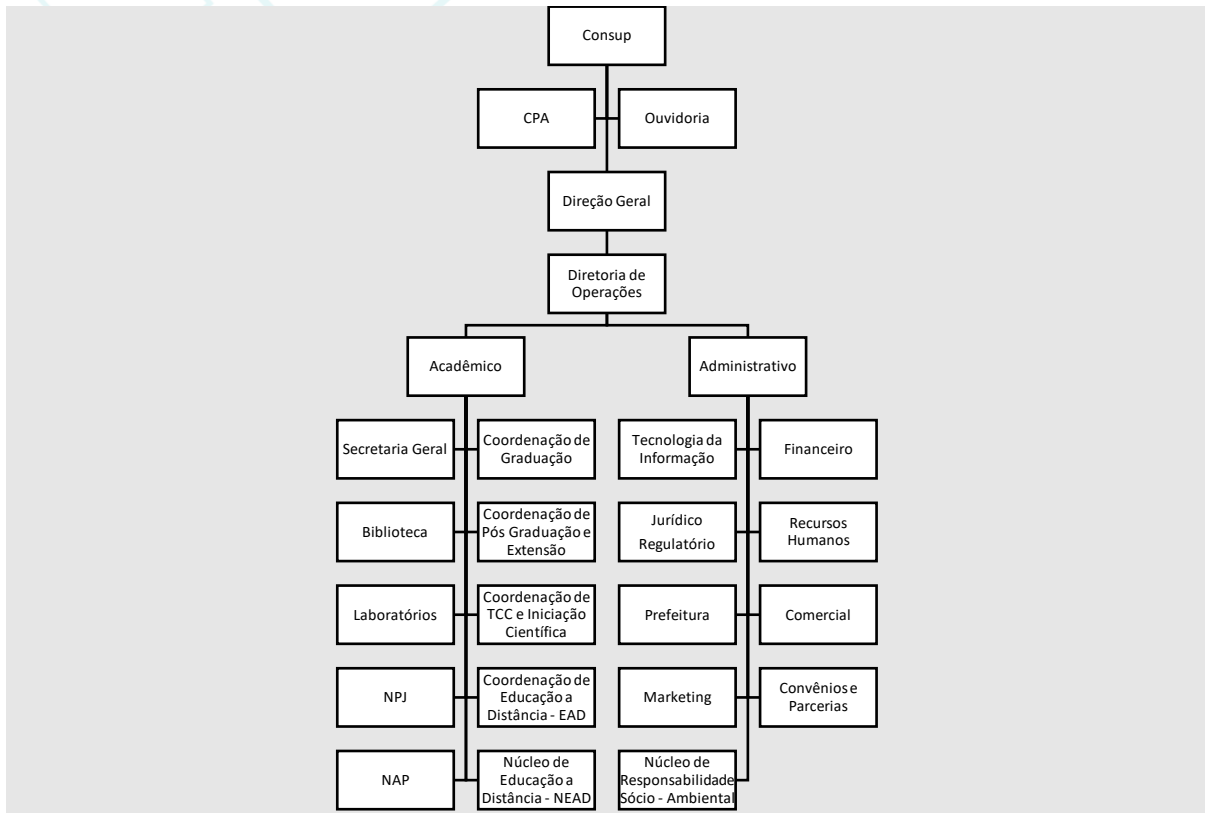 Consup
CPA
Ouvidoria
Direção Geral
Diretoria de
Operações
Acadêmico
Administrativo
Secretaria Geral
Coordenação de
Graduação
Tecnologia da
Informação
Financeiro
Biblioteca
Coordenação de
Pós Graduação e
Extensão
Jurídico
Regulatório
Recursos
Humanos
Laboratórios
Coordenação de
TCC e Iniciação
Científica
Prefeitura
Comercial
NPJ
Coordenação de
Educação a
Distância - EAD
Marketing
Convênios e
Parcerias
NAP
Núcleo de
Educação a
Distância - NEAD
Núcleo de
Responsabilidade
Sócio - Ambiental